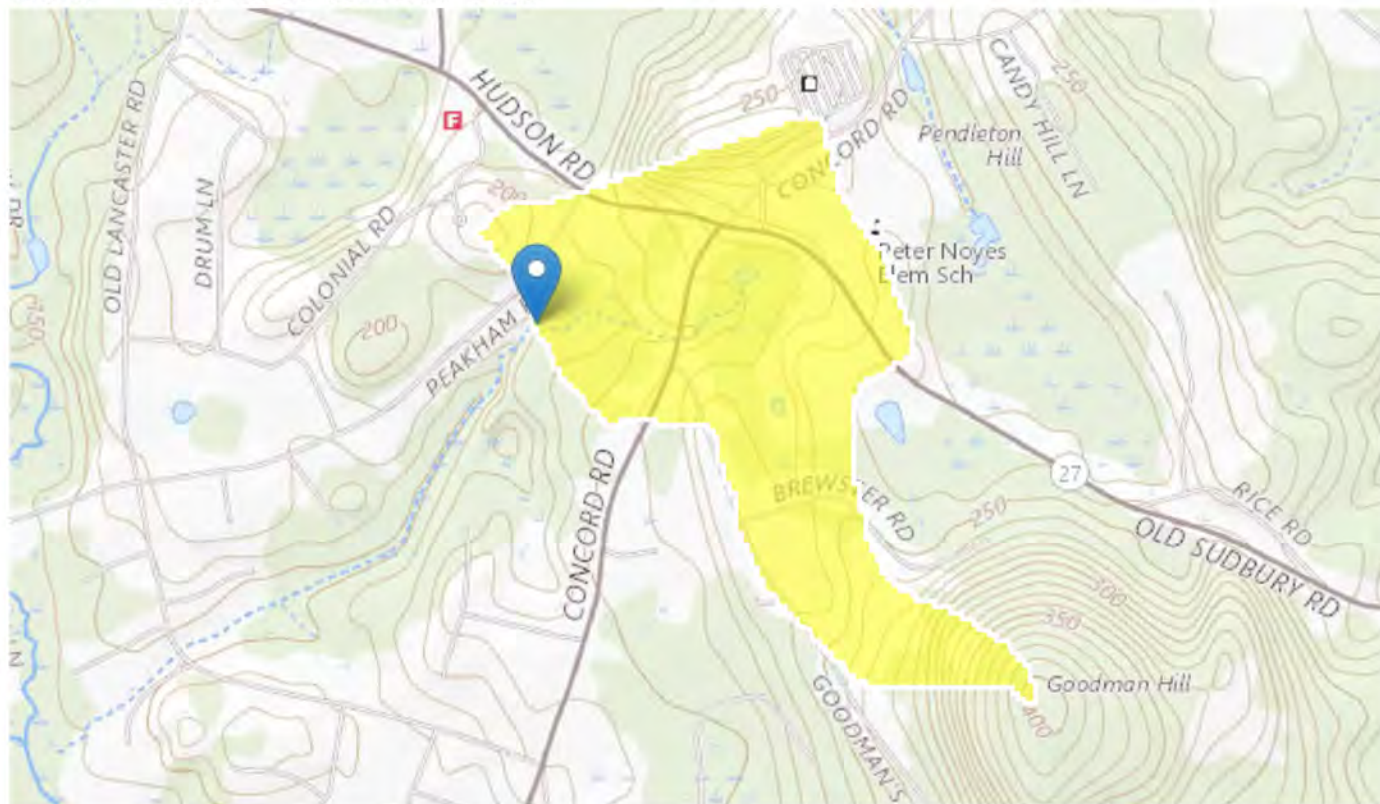 HUDSON RD
OLD LANCASTER RD
DRUM LN
COLONIAL RD
F
200
250
CONCORD RD
CANDY HILL LN
250
Pendleton
Hill
Peter Noyes
Elem Sch
DR
150
200
PEAKHAM
CONCORD RD
BREWSTER RD
250
27
RICE RD
OLD SUDBURY RD
300
350
Goodman Hill
400
GOODMAN'S
N